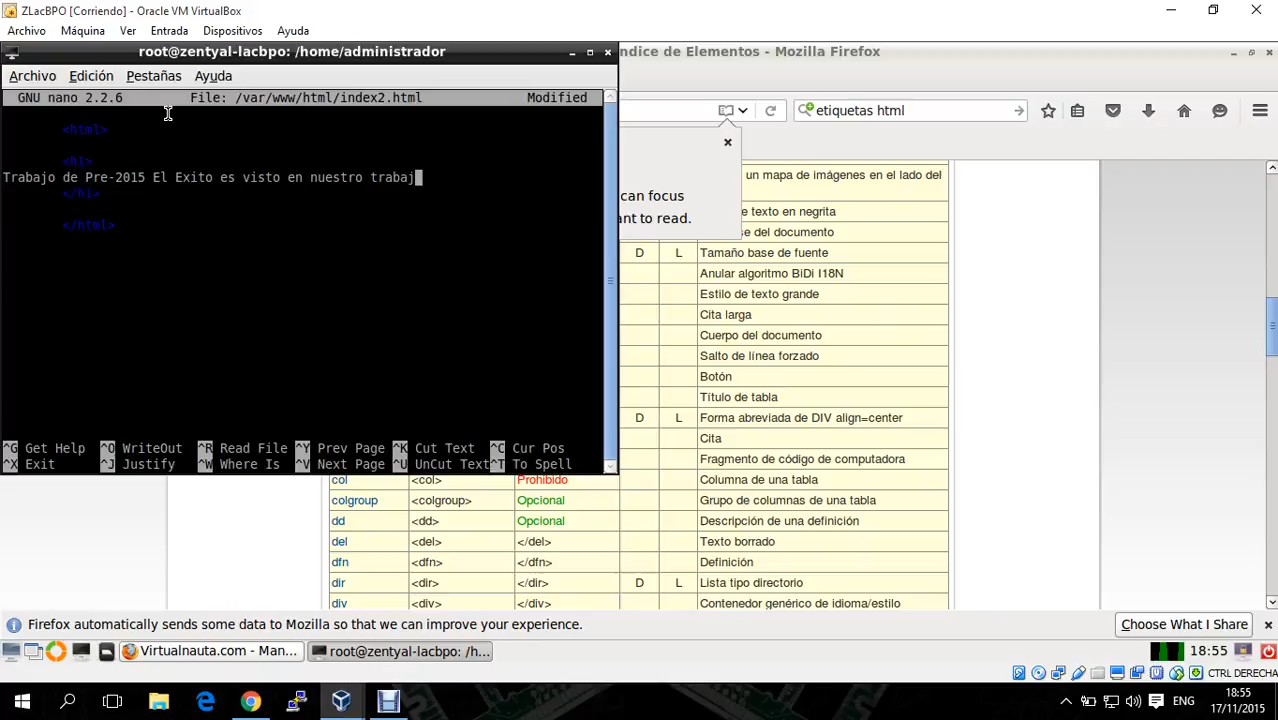 ZLacBPO [Corriendo] - Oracle VM VirtualBox
Archivo Máquina Ver Entrada Dispositivos Ayuda
root@zentyal-lacbpo: /home/administrador
ndice de Elementos - Mozilla Firefox
Archivo Edición Pestañas Ayuda
GNU nano 2.2.6 File: /var/www/html/index2.html Modified
etiquetas html
<html>
<h1>
Trabajo de Pre-2015 El Exito es visto en nuestro trabaj
</h1>
</html>
can focus
ant to read.
un mapa de imágenes en el lado del
e texto en negrita
se del documento
D L Tamaño base de fuente
Anular algoritmo BiDi I18N
Estilo de texto grande
Cita larga
Cuerpo del documento
Salto de línea forzado
Botón
Título de tabla
D L Forma abreviada de DIV align=center
Cita
Fragmento de código de computadora
^G Get Help ^O WriteOut ^R Read File ^Y Prev Page ^K Cut Text ^C Cur Pos
^X Exit ^J Justify ^W Where Is ^V Next Page ^U UnCut Text ^T To Spell
col <col> Prohibido Columna de una tabla
colgroup <colgroup> Opcional Grupo de columnas de una tabla
dd <dd> Opcional Descripción de una definición
del <del> </del> Texto borrado
dfn <dfn> </dfn> Definición
dir <dir> </dir> D L Lista tipo directorio
div <div> </div> Contenedor genérico de idioma/estilo
Firefox automatically sends some data to Mozilla so that we can improve your experience.
Choose What I Share
Virtualnauta.com - Man...
root@zentyal-lacbpo: /h...
18:55
CTRL DERECHA
ENG
18:55
17/11/2015